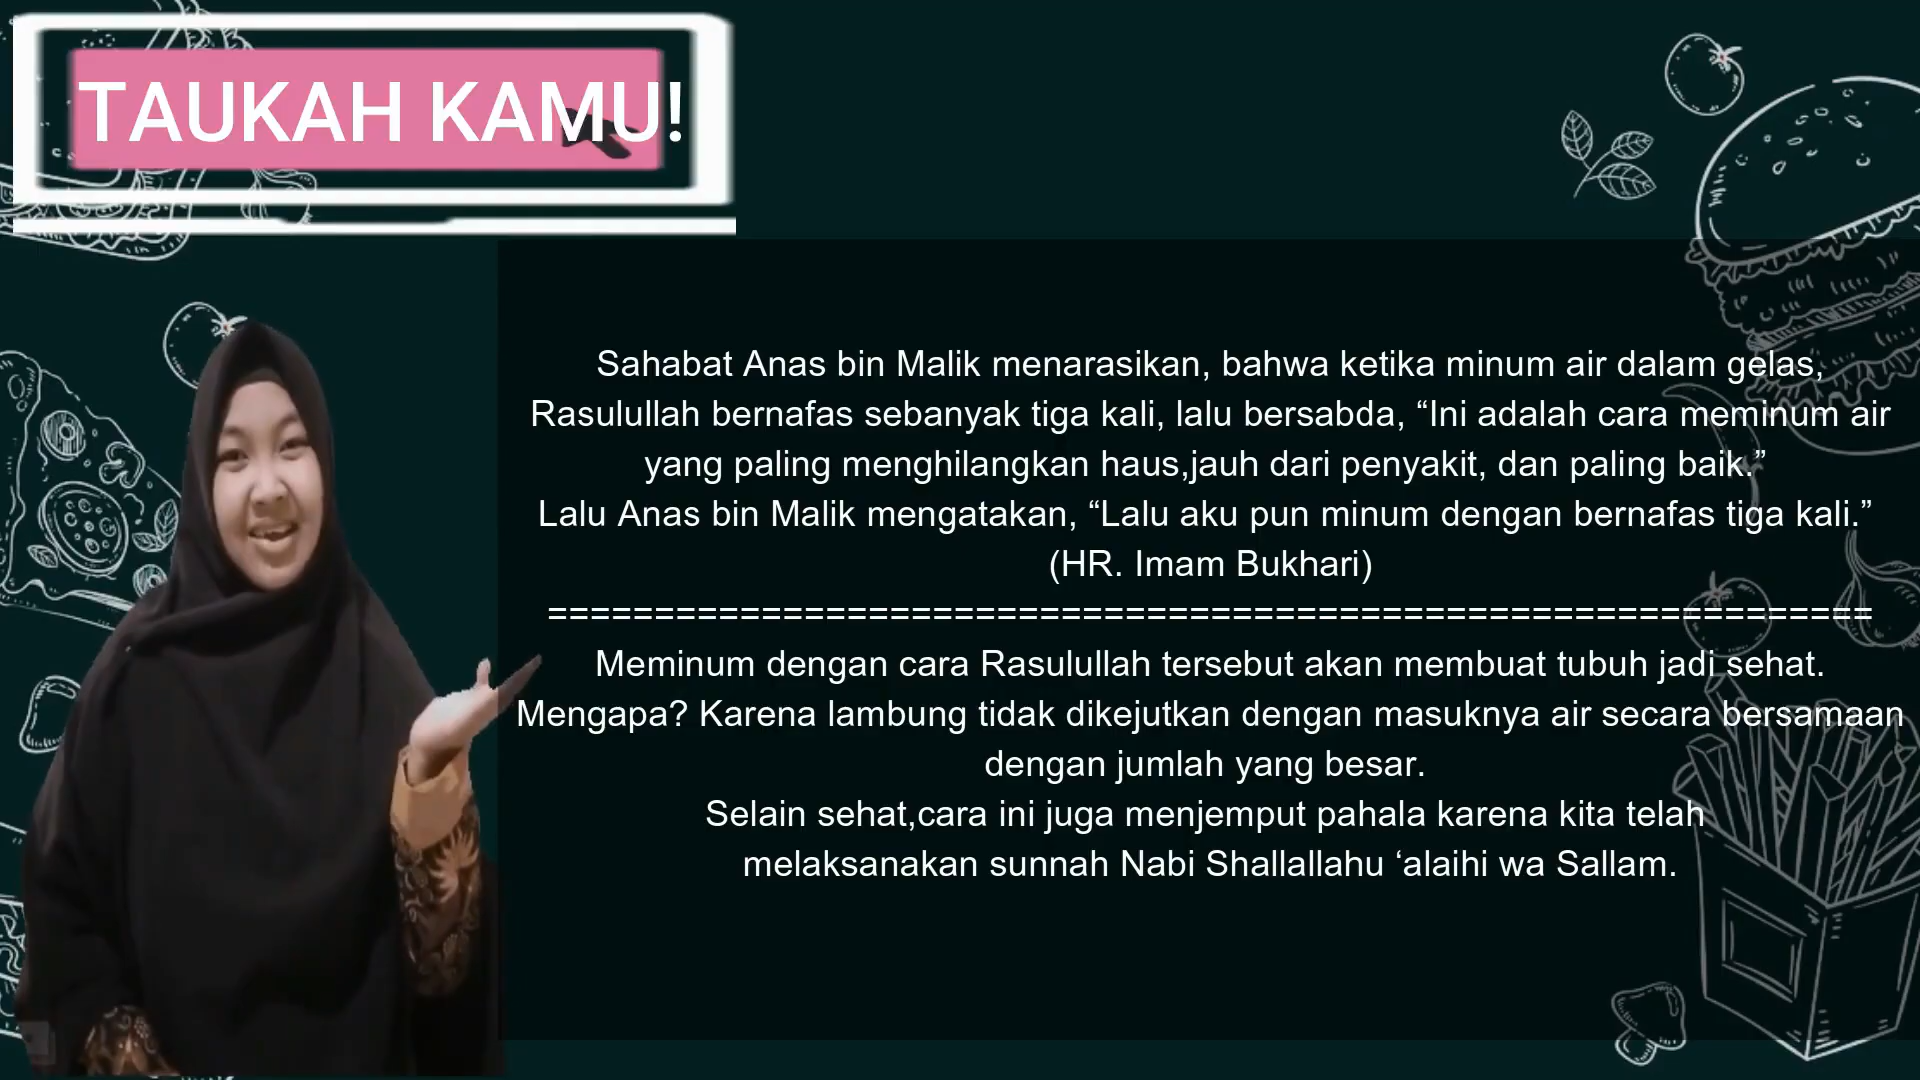 TAUKAH KAMU!
Sahabat Anas bin Malik menarasikan, bahwa ketika minum air dalam gelas,
Rasulullah bernafas sebanyak tiga kali, lalu bersabda, “Ini adalah cara meminum air
yang paling menghilangkan haus,jauh dari penyakit, dan paling baik.”
Lalu Anas bin Malik mengatakan, “Lalu aku pun minum dengan bernafas tiga kali.”
(HR. Imam Bukhari)
==============================================================
Meminum dengan cara Rasulullah tersebut akan membuat tubuh jadi sehat.
Mengapa? Karena lambung tidak dikejutkan dengan masuknya air secara bersamaan
dengan jumlah yang besar.
Selain sehat,cara ini juga menjemput pahala karena kita telah
melaksanakan sunnah Nabi Shallallahu ‘alaihi wa Sallam.